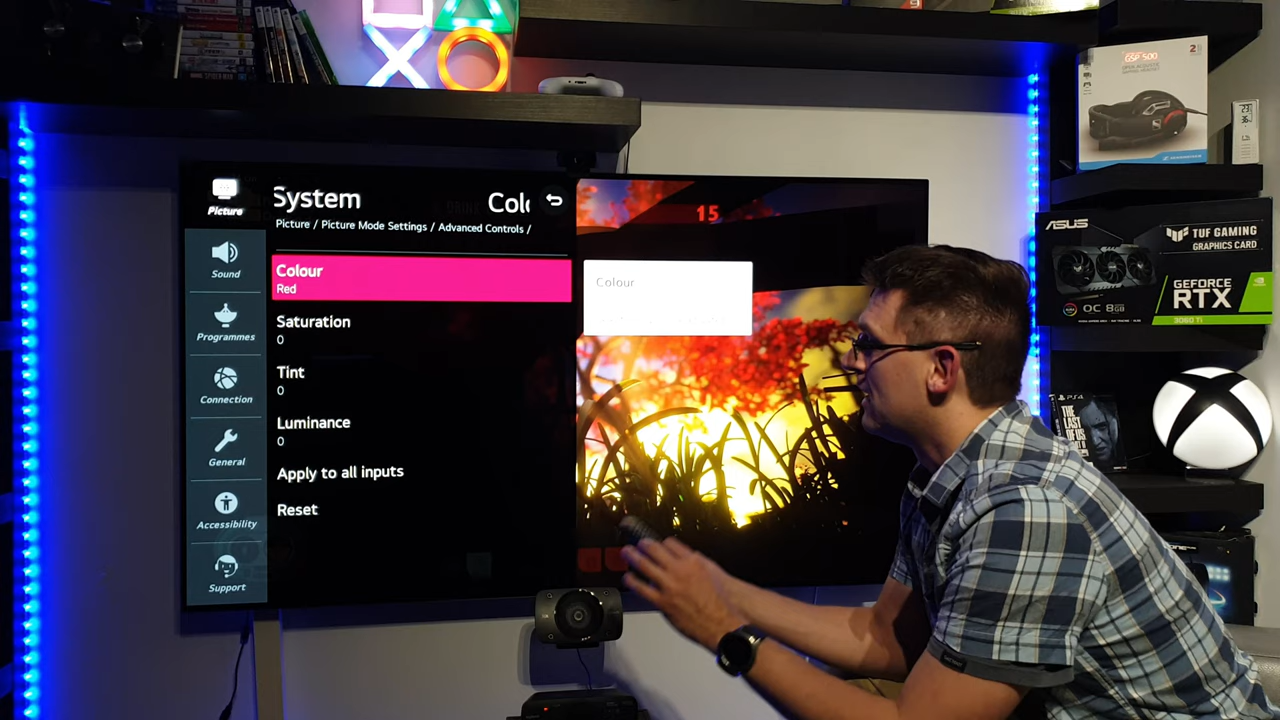 Picture
Sound
Programmes
Connection
General
Accessibility
Support
System
Colo
Picture / Picture Mode Settings / Advanced Controls /
Colour
Red
Saturation
0
Tint
0
Luminance
0
Apply to all inputs
Reset
15
Colour
GSP 500
2
ASUS
TUF GAMING
GRAPHICS CARD
GEFORCE
RTX
3060 Ti
OC 8GB
PS4
THE
LAST
OF US